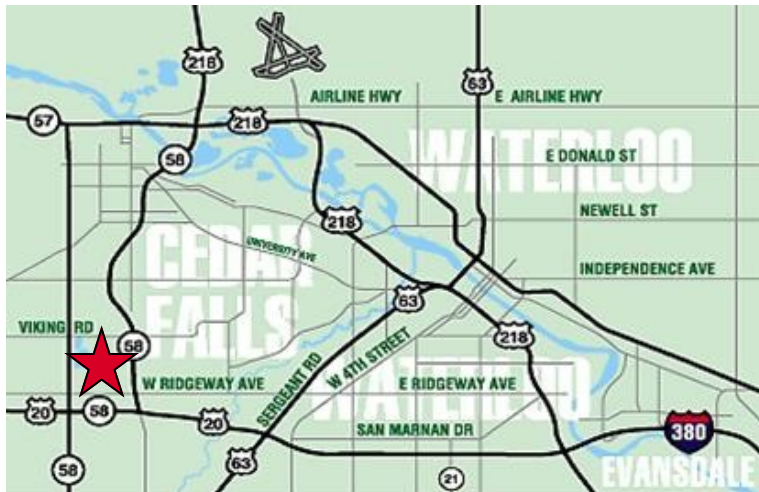 218
63
AIRLINE HWY
E AIRLINE HWY
57
218
58
WATERLOO
E DONALD ST
NEWELL ST
218
CEDAR
FALLS
UNIVERSITY AVE
INDEPENDENCE AVE
63
VIKING RD
58
218
SERGEANT RD
W 4TH STREET
W RIDGEWAY AVE
E RIDGEWAY AVE
WATERLOO
20
58
20
SAN MARNAN DR
380
63
58
21
EVANSDALE